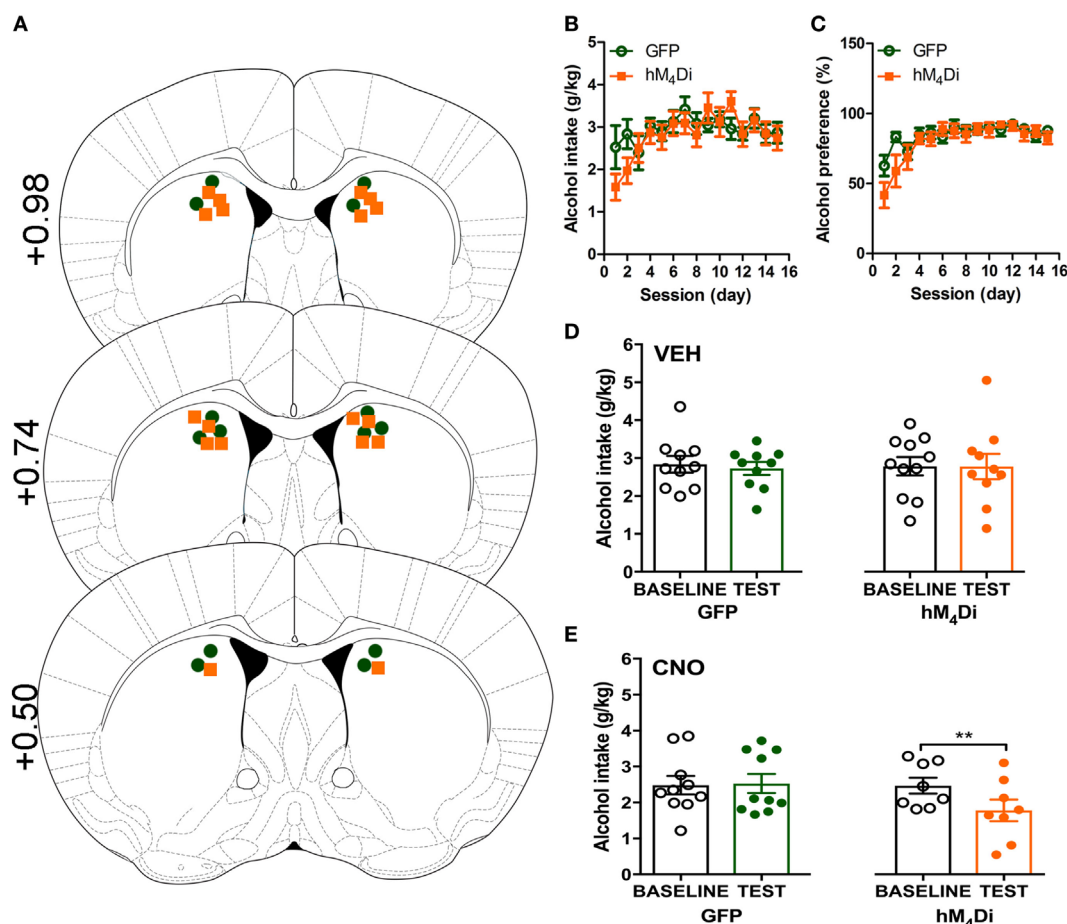 A
+0.98
+0.74
+0.50
B
GFP
hM4Di
Alcohol intake (g/kg)
5
4
3
2
1
0
0 2 4 6 8 10 12 14 16
Session (day)
C
GFP
hM4Di
Alcohol preference (%)
150
100
50
0
0 2 4 6 8 10 12 14 16
Session (day)
D
VEH
Alcohol intake (g/kg)
6
5
4
3
2
1
0
BASELINE TEST
GFP
BASELINE TEST
hM4Di
E
CNO
Alcohol intake (g/kg)
6
5
4
3
2
1
0
**
BASELINE TEST
GFP
BASELINE TEST
hM4Di